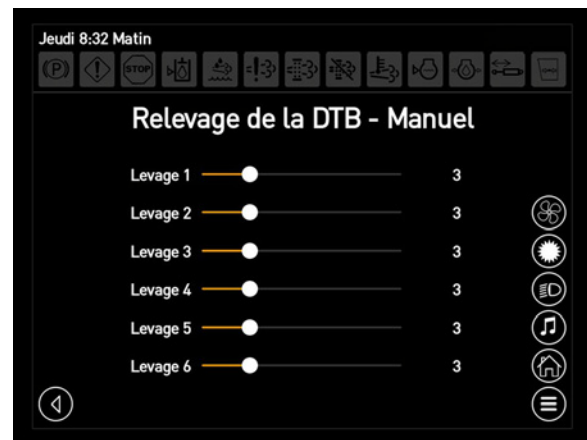 Jeudi 8:32 Matin
(P) STOP
Relevage de la DTB - Manuel
Levage 1 3
Levage 2 3
Levage 3 3
Levage 4 3
Levage 5 3
Levage 6 3